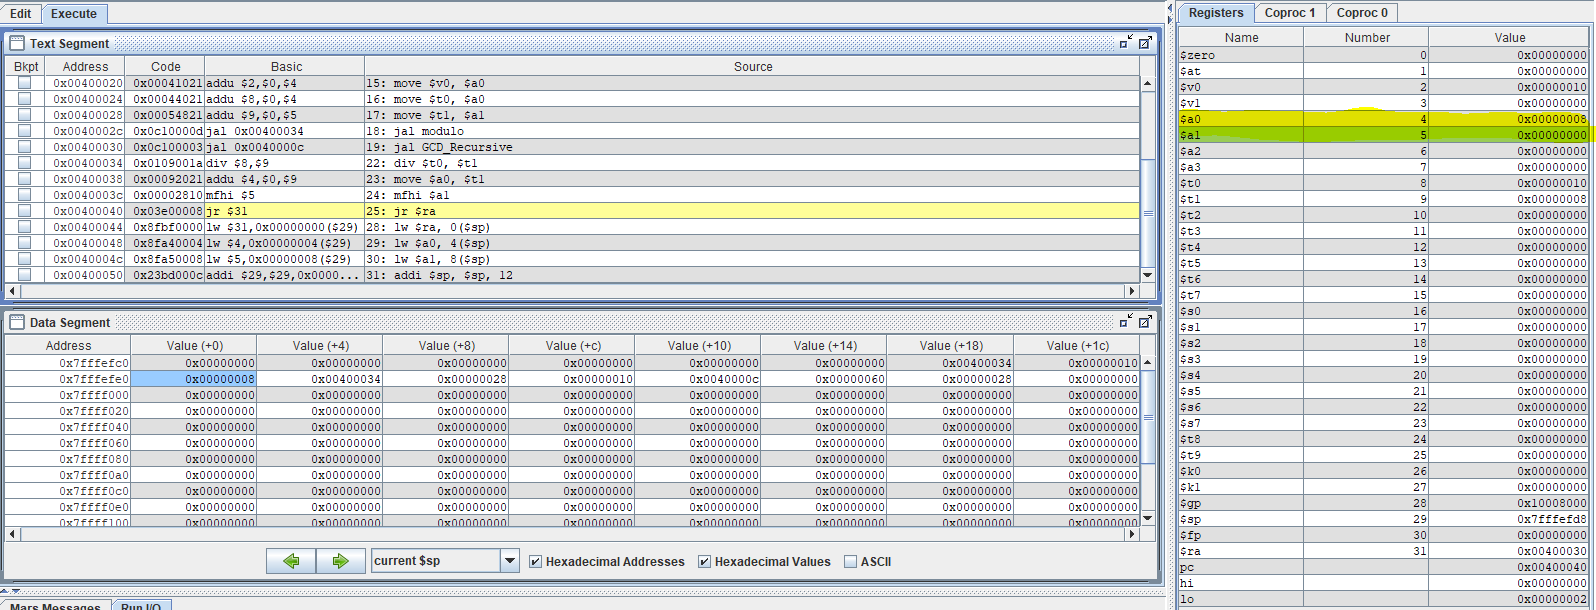 Edit Execute
Text Segment
Bkpt Address Code Basic Source
0x00400020 0x00041021 addu $2,$0,$4 15: move $v0, $a0
0x00400024 0x00044021 addu $8,$0,$4 16: move $t0, $a0
0x00400028 0x00054821 addu $9,$0,$5 17: move $t1, $a1
0x0040002c 0x0c10000d jal 0x00400034 18: jal modulo
0x00400030 0x0c100003 jal 0x0040000c 19: jal GCD_Recursive
0x00400034 0x0109001a div $8,$9 22: div $t0, $t1
0x00400038 0x00092021 addu $4,$0,$9 23: move $a0, $t1
0x0040003c 0x00002810 mfhi $5 24: mfhi $a1
0x00400040 0x03e00008 jr $31 25: jr $ra
0x00400044 0x8fbf0000 lw $31,0x00000000($29) 28: lw $ra, 0($sp)
0x00400048 0x8fa40004 lw $4,0x00000004($29) 29: lw $a0, 4($sp)
0x0040004c 0x8fa50008 lw $5,0x00000008($29) 30: lw $a1, 8($sp)
0x00400050 0x23bd000c addi $29,$29,0x0000... 31: addi $sp, $sp, 12
Data Segment
Address Value (+0) Value (+4) Value (+8) Value (+c) Value (+10) Value (+14) Value (+18) Value (+1c)
0x7fffefc0 0x00000000 0x00000000 0x00000000 0x00000000 0x00000000 0x00000000 0x00400034 0x00000010
0x7fffefe0 0x00000008 0x00400034 0x00000028 0x00000010 0x0040000c 0x00000060 0x00000028 0x00000000
0x7ffff000 0x00000000 0x00000000 0x00000000 0x00000000 0x00000000 0x00000000 0x00000000 0x00000000
0x7ffff020 0x00000000 0x00000000 0x00000000 0x00000000 0x00000000 0x00000000 0x00000000 0x00000000
0x7ffff040 0x00000000 0x00000000 0x00000000 0x00000000 0x00000000 0x00000000 0x00000000 0x00000000
0x7ffff060 0x00000000 0x00000000 0x00000000 0x00000000 0x00000000 0x00000000 0x00000000 0x00000000
0x7ffff080 0x00000000 0x00000000 0x00000000 0x00000000 0x00000000 0x00000000 0x00000000 0x00000000
0x7ffff0a0 0x00000000 0x00000000 0x00000000 0x00000000 0x00000000 0x00000000 0x00000000 0x00000000
0x7ffff0c0 0x00000000 0x00000000 0x00000000 0x00000000 0x00000000 0x00000000 0x00000000 0x00000000
0x7ffff0e0 0x00000000 0x00000000 0x00000000 0x00000000 0x00000000 0x00000000 0x00000000 0x00000000
0x7ffff100 0x00000000 0x00000000 0x00000000 0x00000000 0x00000000 0x00000000 0x00000000 0x00000000
current $sp Hexadecimal Addresses Hexadecimal Values ASCII
Mars Messages Run I/O
Registers Coproc 1 Coproc 0
Name Number Value
$zero 0 0x00000000
$at 1 0x00000000
$v0 2 0x00000010
$v1 3 0x00000000
$a0 4 0x00000008
$a1 5 0x00000000
$a2 6 0x00000000
$a3 7 0x00000000
$t0 8 0x00000010
$t1 9 0x00000008
$t2 10 0x00000000
$t3 11 0x00000000
$t4 12 0x00000000
$t5 13 0x00000000
$t6 14 0x00000000
$t7 15 0x00000000
$s0 16 0x00000000
$s1 17 0x00000000
$s2 18 0x00000000
$s3 19 0x00000000
$s4 20 0x00000000
$s5 21 0x00000000
$s6 22 0x00000000
$s7 23 0x00000000
$t8 24 0x00000000
$t9 25 0x00000000
$k0 26 0x00000000
$k1 27 0x00000000
$gp 28 0x10008000
$sp 29 0x7fffefd8
$fp 30 0x00000000
$ra 31 0x00400030
pc 0x00400040
hi 0x00000000
lo 0x00000002